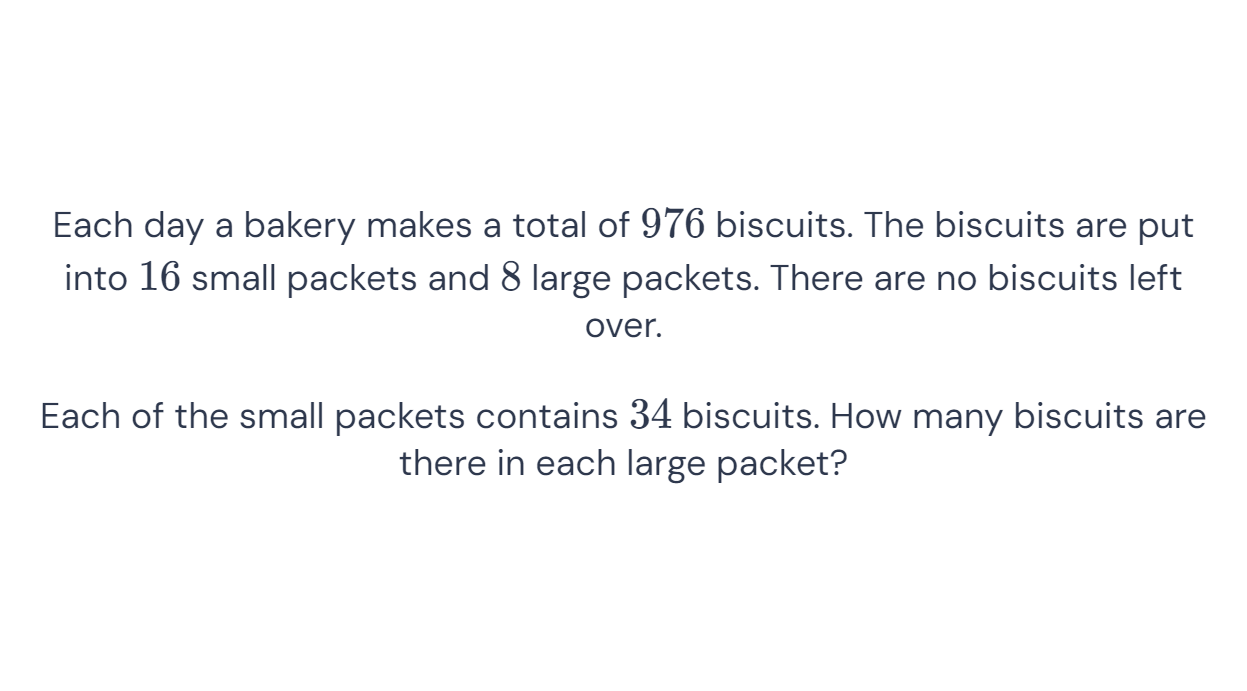 Each day a bakery makes a total of 976 biscuits. The biscuits are put
into 16 small packets and 8 large packets. There are no biscuits left
over.
Each of the small packets contains 34 biscuits. How many biscuits are
there in each large packet?